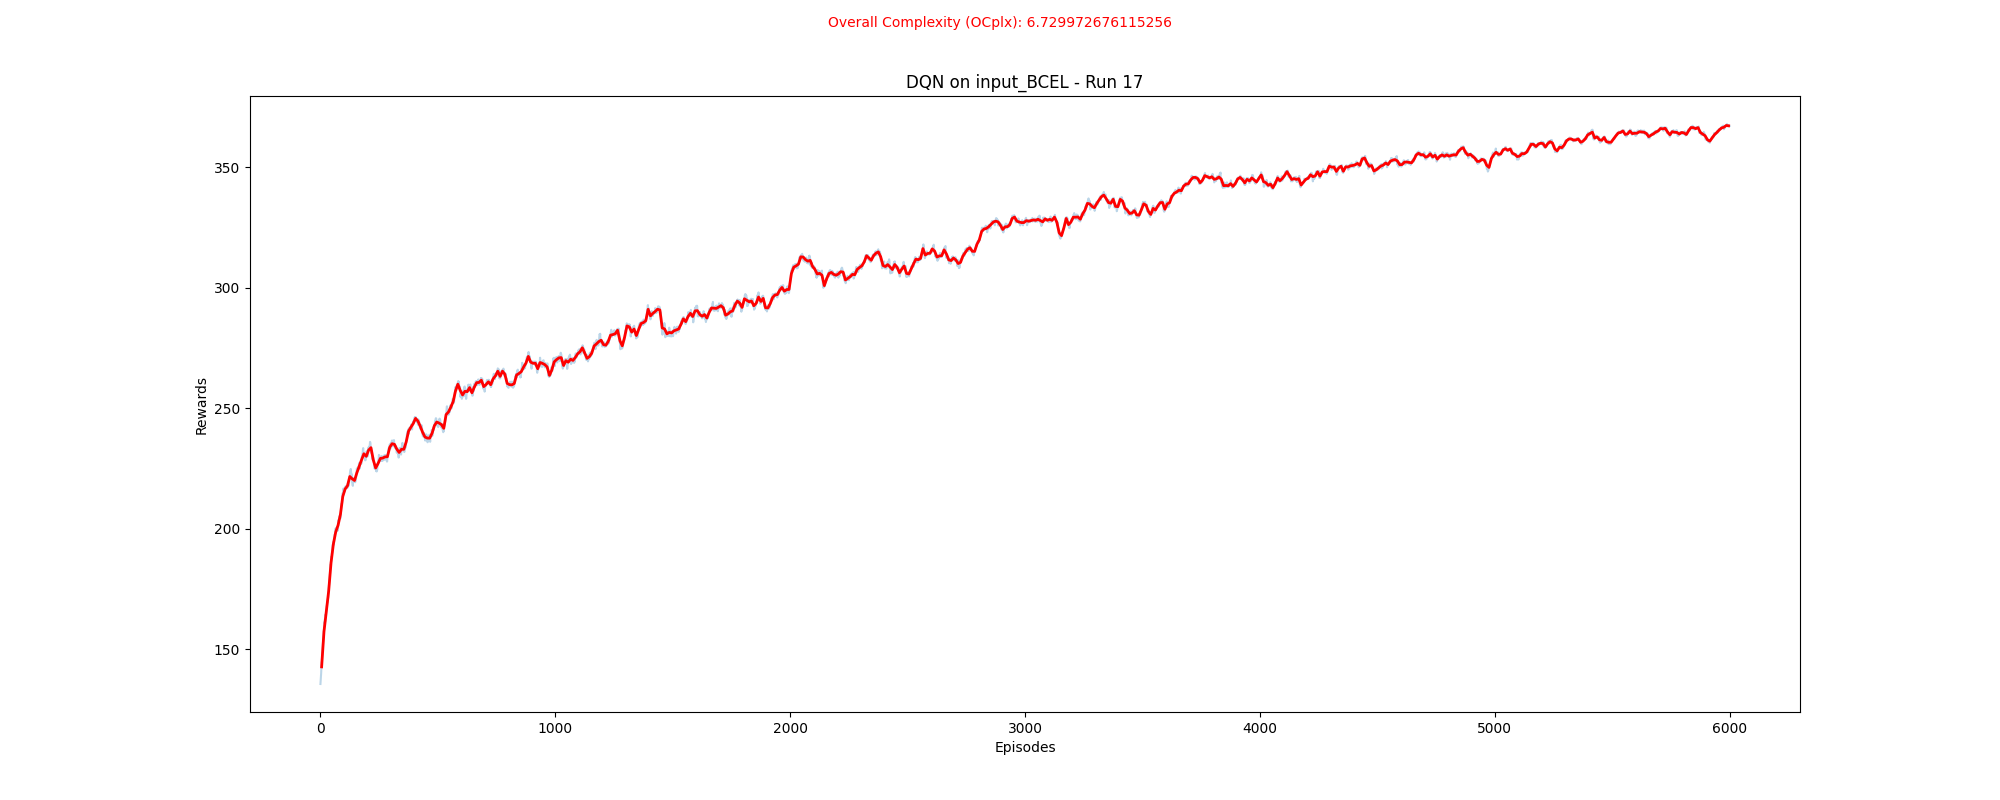 Overall Complexity (OCplx): 6.729972676115256
DQN on input_BCEL - Run 17
350
300
250
200
150
Rewards
0 1000 2000 3000 4000 5000 6000
Episodes